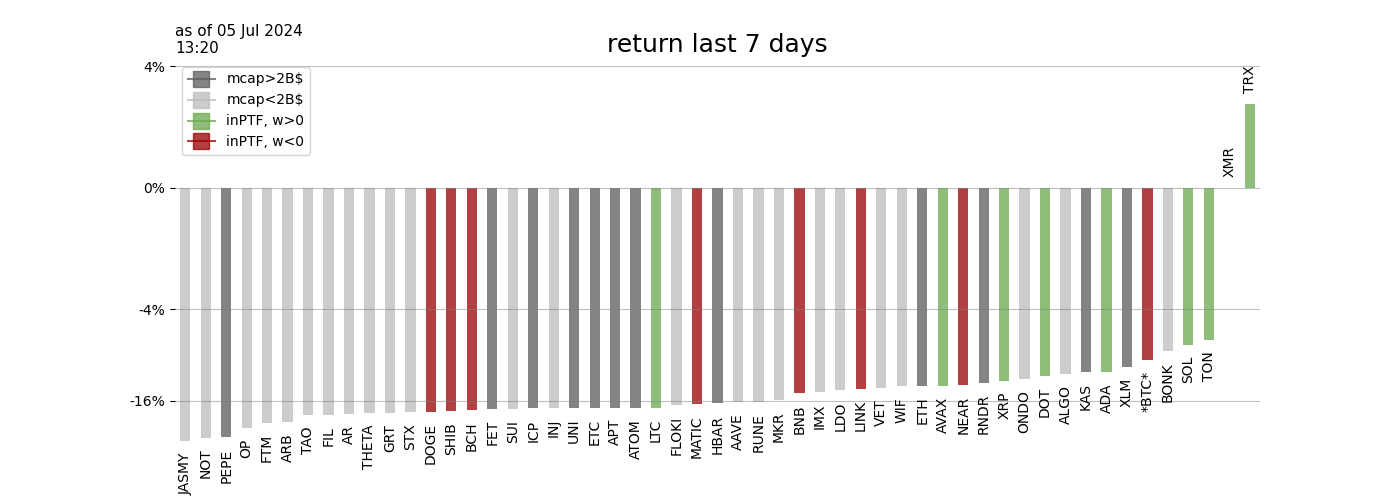 as of 05 Jul 2024
13:20
return last 7 days
4%
0%
-4%
-16%
mcap>2B$
mcap<2B$
inPTF, w>0
inPTF, w<0
JASMY
NOT
PEPE
OP
FTM
ARB
TAO
FIL
AR
THETA
GRT
STX
DOGE
SHIB
BCH
FET
SUI
ICP
INJ
UNI
ETC
APT
ATOM
LTC
FLOKI
MATIC
HBAR
AAVE
RUNE
MKR
BNB
IMX
LDO
LINK
VET
WIF
ETH
AVAX
NEAR
RNDR
XRP
ONDO
DOT
ALGO
KAS
ADA
XLM
*BTC*
BONK
SOL
TON
XMR
TRX